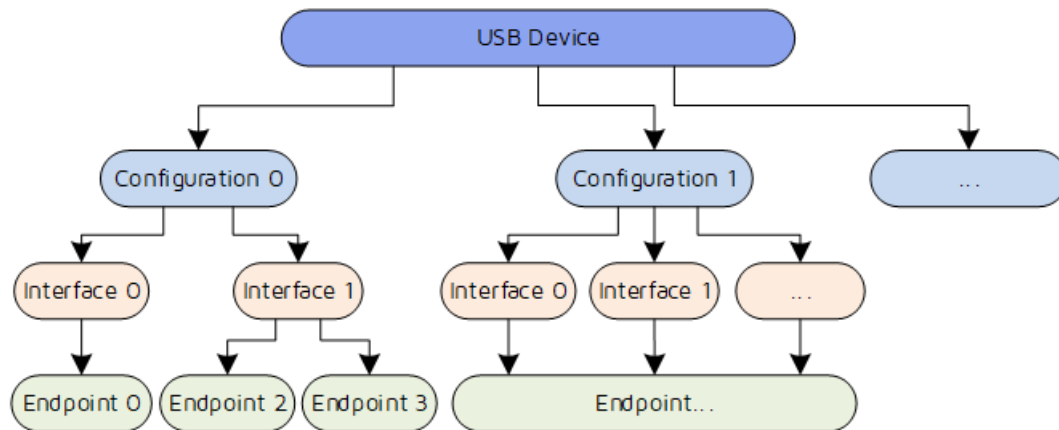 USB Device
Configuration 0
Configuration 1
...
Interface 0
Interface 1
Interface 0
Interface 1
...
Endpoint 0
Endpoint 2
Endpoint 3
Endpoint...